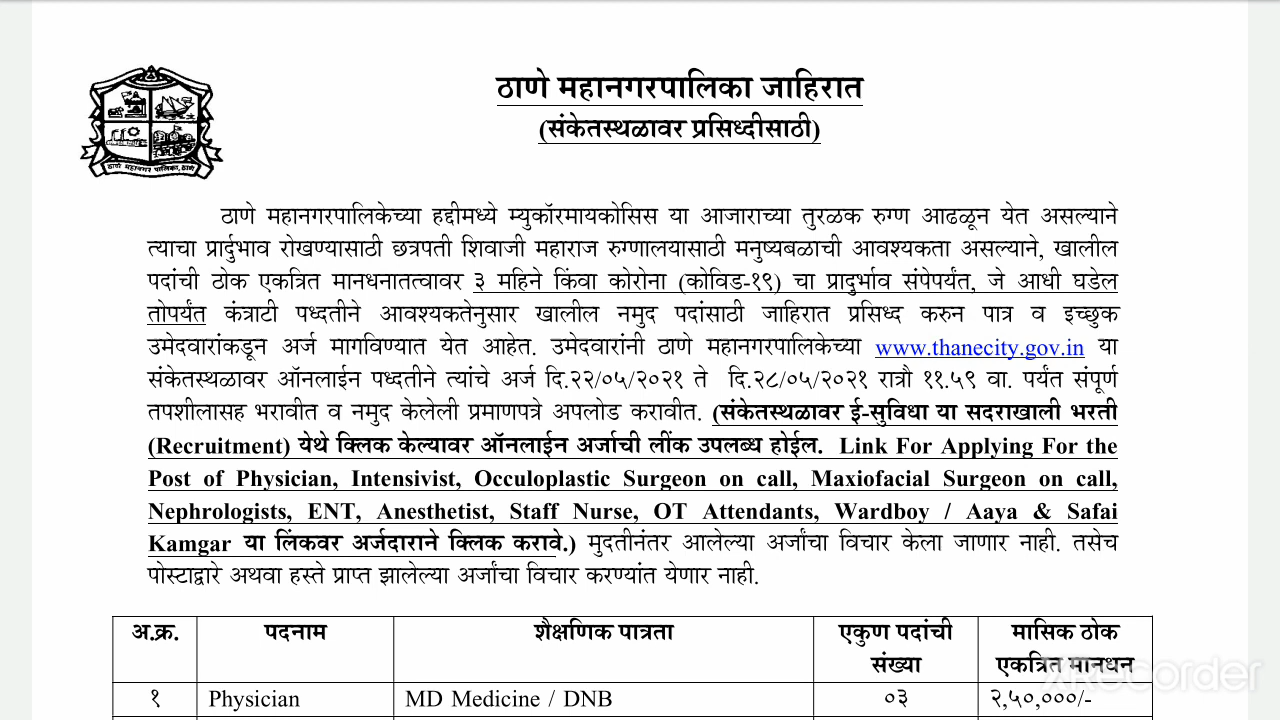 ठाणे महानगरपालिका जाहिरात
(संकेतस्थळावर प्रसिध्दीसाठी)
ठाणे महानगर पालिका, ठाणे
ठाणे महानगरपालिकेच्या हद्दीमध्ये म्युकॉरमायकोसिस या आजाराच्या तुरळक रुग्ण आढळून येत असल्याने
त्याचा प्रार्दुभाव रोखण्यासाठी छत्रपती शिवाजी महाराज रुग्णालयासाठी मनुष्यबळाची आवश्यकता असल्याने, खालील
पदांची ठोक एकत्रित मानधनातत्वावर ३ महिने किंवा कोरोना (कोविड-१९) चा प्रादुर्भाव संपेपर्यंत, जे आधी घडेल
तोपर्यंत कंत्राटी पध्दतीने आवश्यकतेनुसार खालील नमुद पदांसाठी जाहिरात प्रसिध्द करुन पात्र व इच्छुक
उमेदवारांकडून अर्ज मागविण्यात येत आहेत. उमेदवारांनी ठाणे महानगरपालिकेच्या www.thanecity.gov.in या
संकेतस्थळावर ऑनलाईन पध्दतीने त्यांचे अर्ज दि.२२/०५/२०२१ ते दि.२८/०५/२०२१ रात्रौ ११.५९ वा. पर्यंत संपूर्ण
तपशीलासह भरावीत व नमुद केलेली प्रमाणपत्रे अपलोड करावीत. (संकेतस्थळावर ई-सुविधा या सदराखाली भरती
(Recruitment) येथे क्लिक केल्यावर ऑनलाईन अर्जाची लींक उपलब्ध होईल. Link For Applying For the
Post of Physician, Intensivist, Occuloplastic Surgeon on call, Maxiofacial Surgeon on call,
Nephrologists, ENT, Anesthetist, Staff Nurse, OT Attendants, Wardboy / Aaya & Safai
Kamgar या लिंकवर अर्जदाराने क्लिक करावे.) मुदतीनंतर आलेल्या अर्जांचा विचार केला जाणार नाही. तसेच
पोस्टाद्वारे अथवा हस्ते प्राप्त झालेल्या अर्जांचा विचार करण्यांत येणार नाही.
अ.क्र. पदनाम शैक्षणिक पात्रता एकुण पदांची संख्या मासिक ठोक एकत्रित मानधन
१ Physician MD Medicine / DNB ०३ २,५०,०००/-
XRecorder